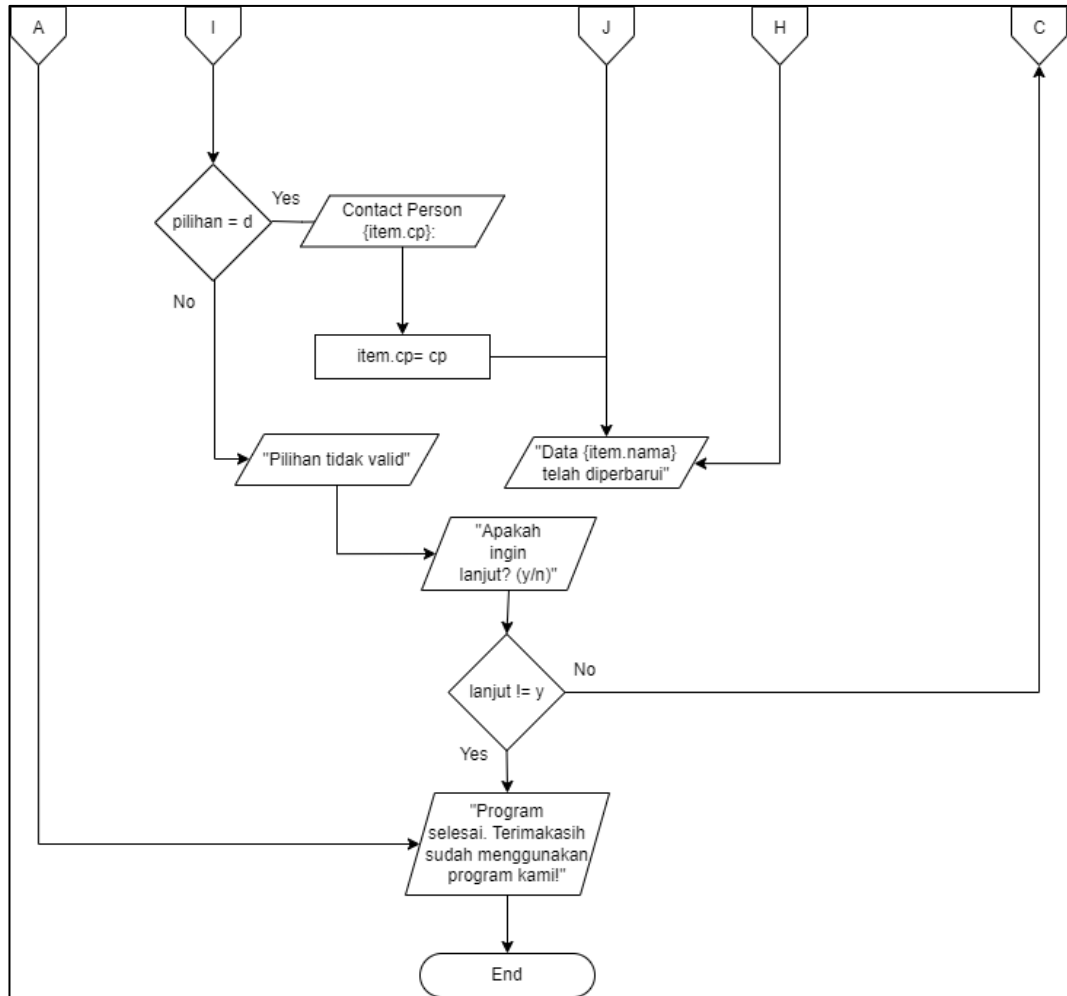 A
I
J
H
C
pilihan = d
Yes
Contact Person
{item.cp}:
No
item.cp= cp
"Pilihan tidak valid"
"Data {item.nama}
telah diperbarui"
"Apakah
ingin
lanjut? (y/n)"
lanjut != y
No
Yes
"Program
selesai. Terimakasih
sudah menggunakan
program kami!"
End